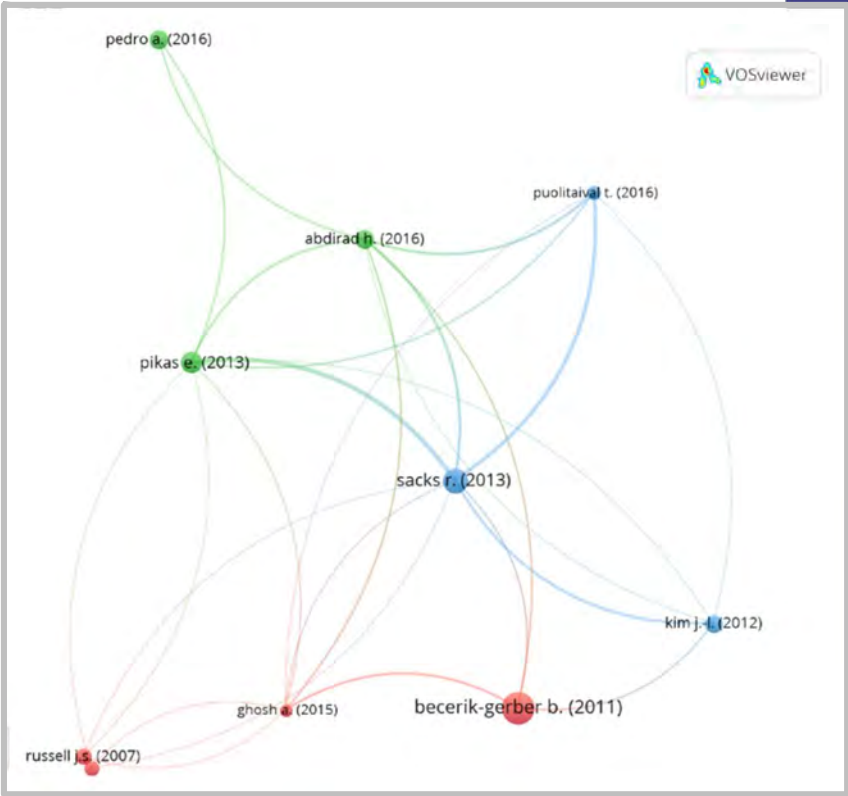 pedro a. (2016)
VOSviewer
puolitaival t. (2016)
abdirad h. (2016)
pikas e. (2013)
sacks r. (2013)
kim j.-l. (2012)
becerik-gerber b. (2011)
ghosh a. (2015)
russell j.s. (2007)